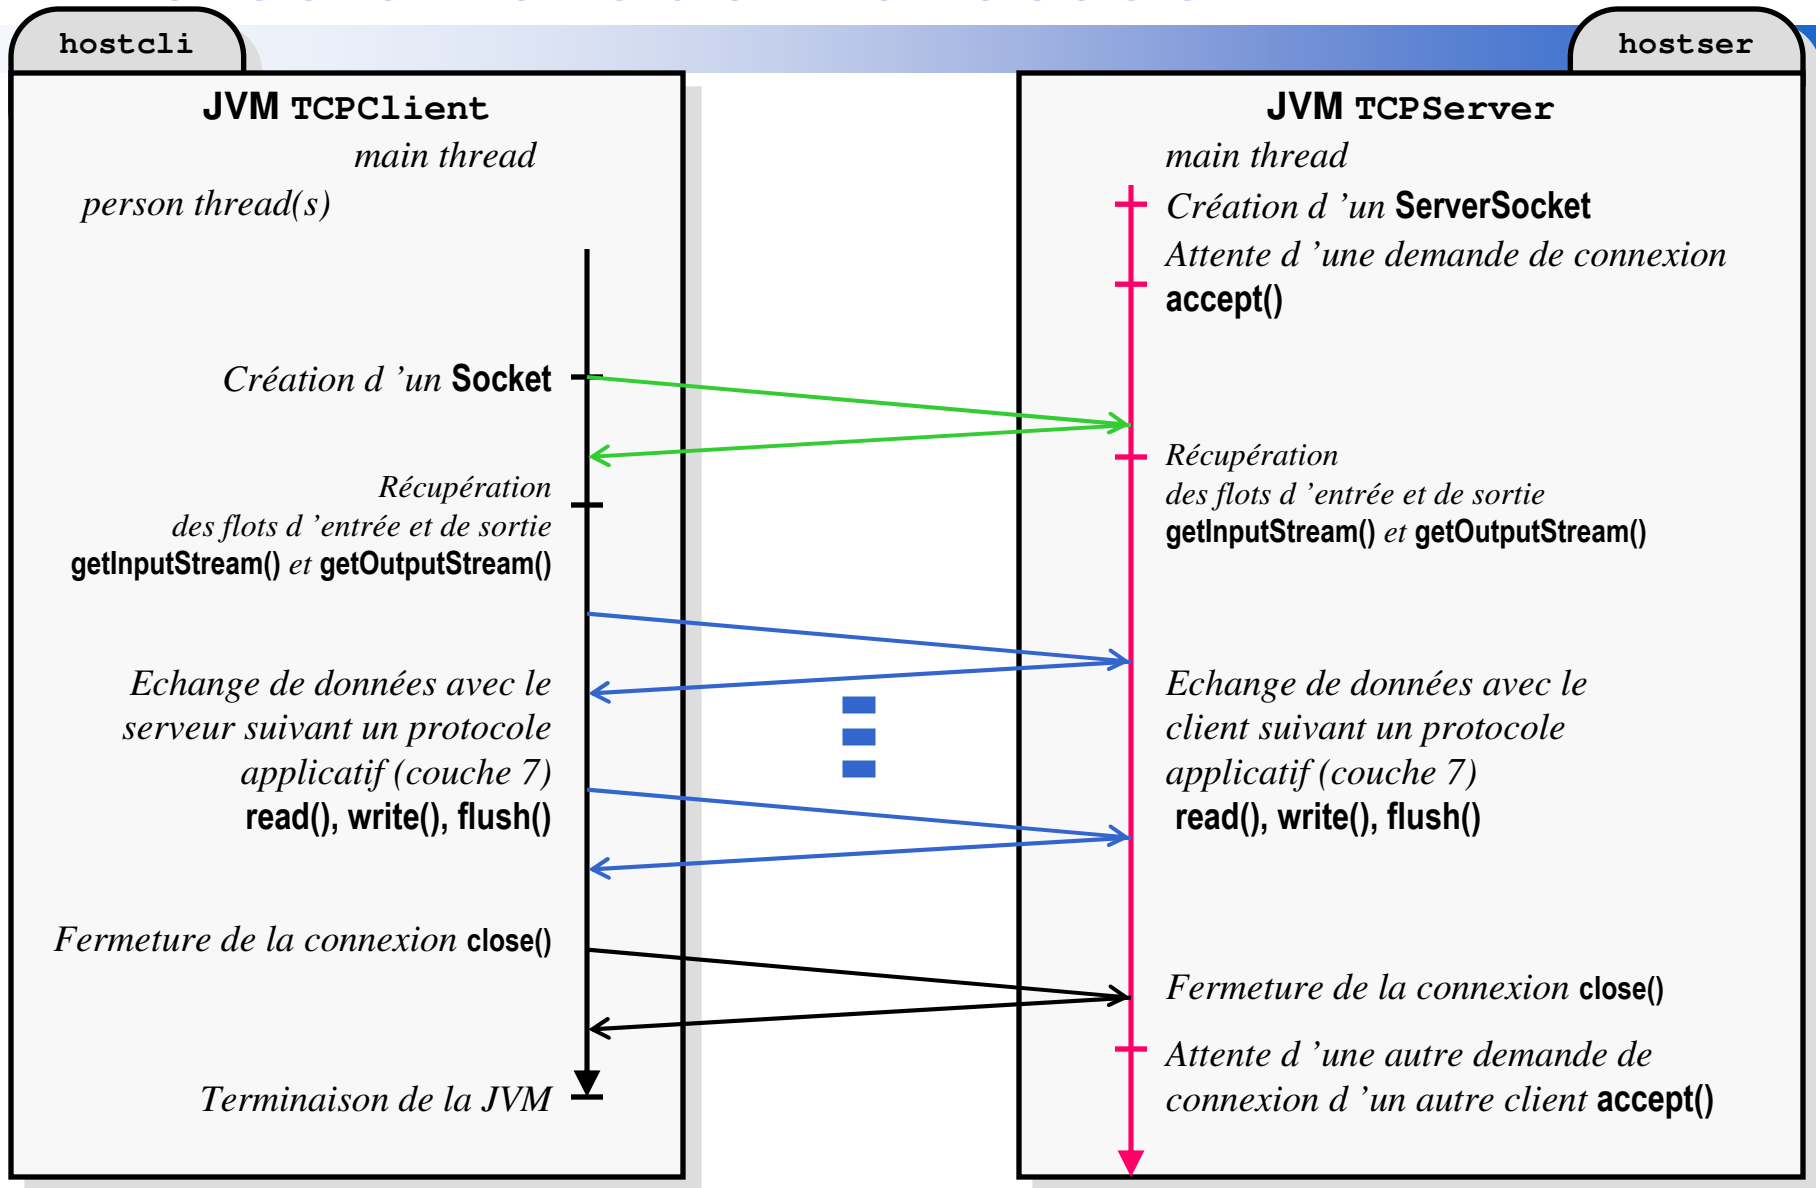 hostcli
hostser
JVM TCPClient
main thread
person thread(s)
Création d ’un Socket
Récupération
des flots d ’entrée et de sortie
getInputStream() et getOutputStream()
Echange de données avec le
serveur suivant un protocole
applicatif (couche 7)
read(), write(), flush()
Fermeture de la connexion close()
Terminaison de la JVM
JVM TCPServer
main thread
Création d ’un ServerSocket
Attente d ’une demande de connexion
accept()
Récupération
des flots d ’entrée et de sortie
getInputStream() et getOutputStream()
Echange de données avec le
client suivant un protocole
applicatif (couche 7)
read(), write(), flush()
Fermeture de la connexion close()
Attente d ’une autre demande de
connexion d ’un autre client accept()